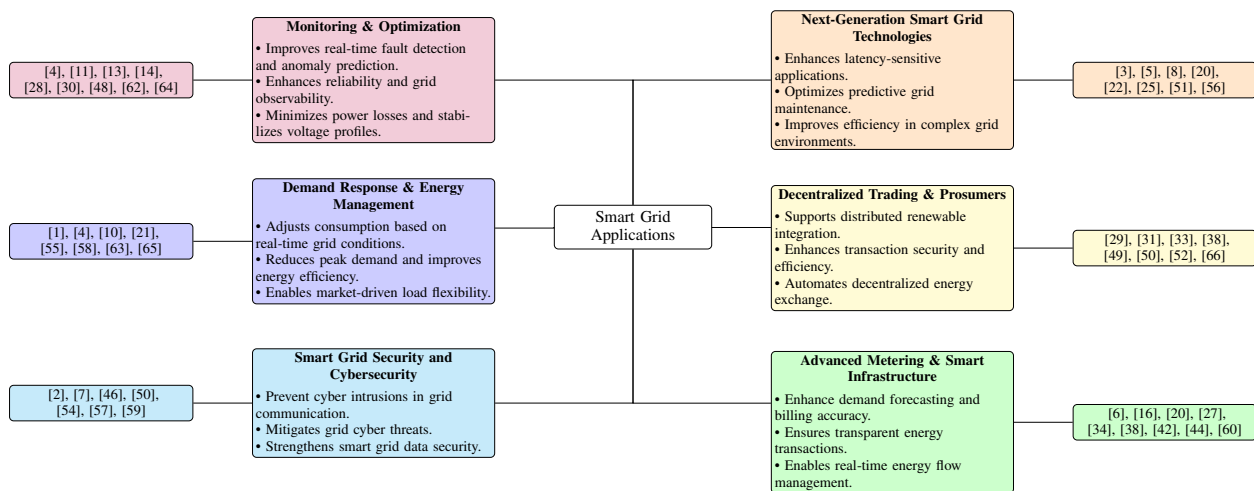 Monitoring & Optimization
• Improves real-time fault detection
and anomaly prediction.
• Enhances reliability and grid
observability.
• Minimizes power losses and stabi-
lizes voltage profiles.
[4], [11], [13], [14],
[28], [30], [48], [62], [64]
Demand Response & Energy
Management
• Adjusts consumption based on
real-time grid conditions.
• Reduces peak demand and improves
energy efficiency.
• Enables market-driven load flexibility.
[1], [4], [10], [21],
[55], [58], [63], [65]
Smart Grid Security and
Cybersecurity
• Prevent cyber intrusions in grid
communication.
• Mitigates grid cyber threats.
• Strengthens smart grid data security.
[2], [7], [46], [50],
[54], [57], [59]
Smart Grid
Applications
Next-Generation Smart Grid
Technologies
• Enhances latency-sensitive
applications.
• Optimizes predictive grid
maintenance.
• Improves efficiency in complex grid
environments.
[3], [5], [8], [20],
[22], [25], [51], [56]
Decentralized Trading & Prosumers
• Supports distributed renewable
integration.
• Enhances transaction security and
efficiency.
• Automates decentralized energy
exchange.
[29], [31], [33], [38],
[49], [50], [52], [66]
Advanced Metering & Smart
Infrastructure
• Enhance demand forecasting and
billing accuracy.
• Ensures transparent energy
transactions.
• Enables real-time energy flow
management.
[6], [16], [20], [27],
[34], [38], [42], [44], [60]